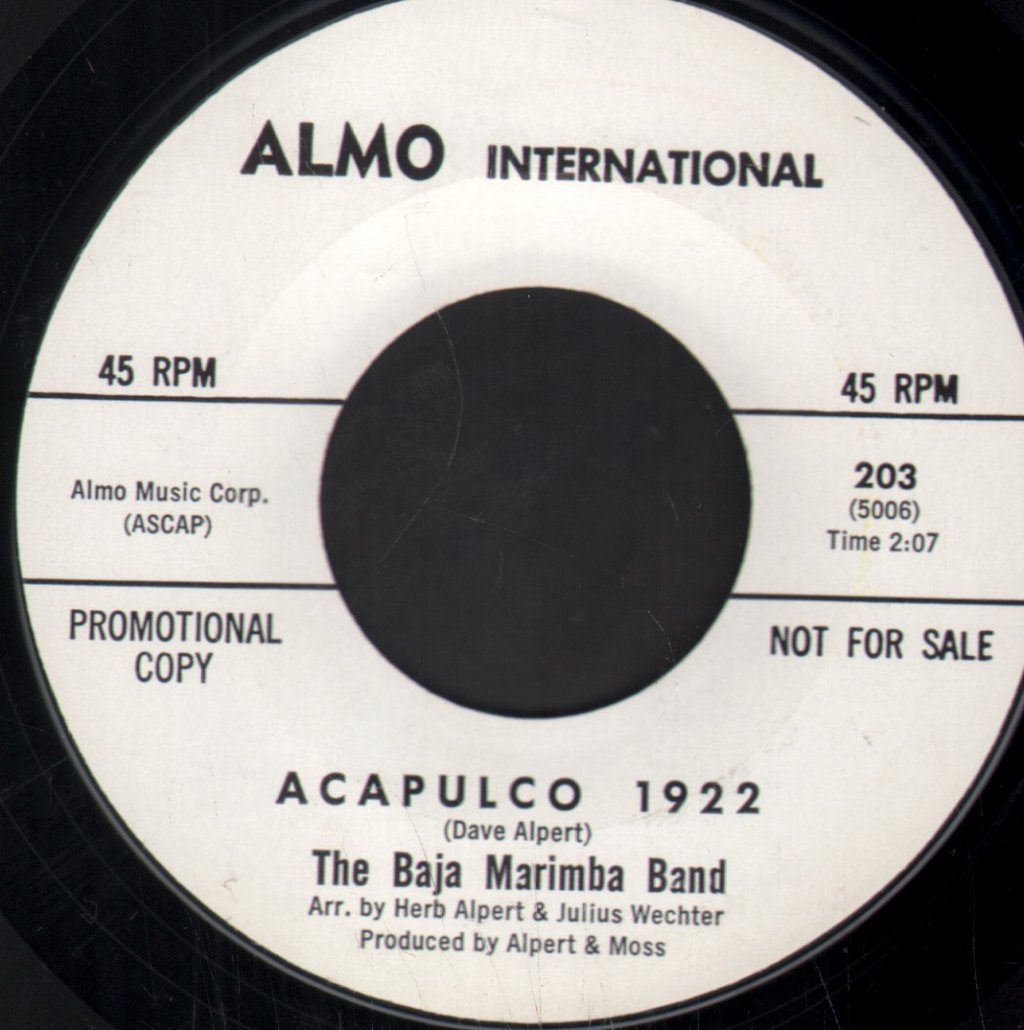 ALMO INTERNATIONAL
45 RPM
45 RPM
Almo Music Corp.
(ASCAP)
203
(5006)
Time 2:07
PROMOTIONAL
COPY
NOT FOR SALE
ACAPULCO 1922
(Dave Alpert)
The Baja Marimba Band
Arr. by Herb Alpert & Julius Wechter
Produced by Alpert & Moss